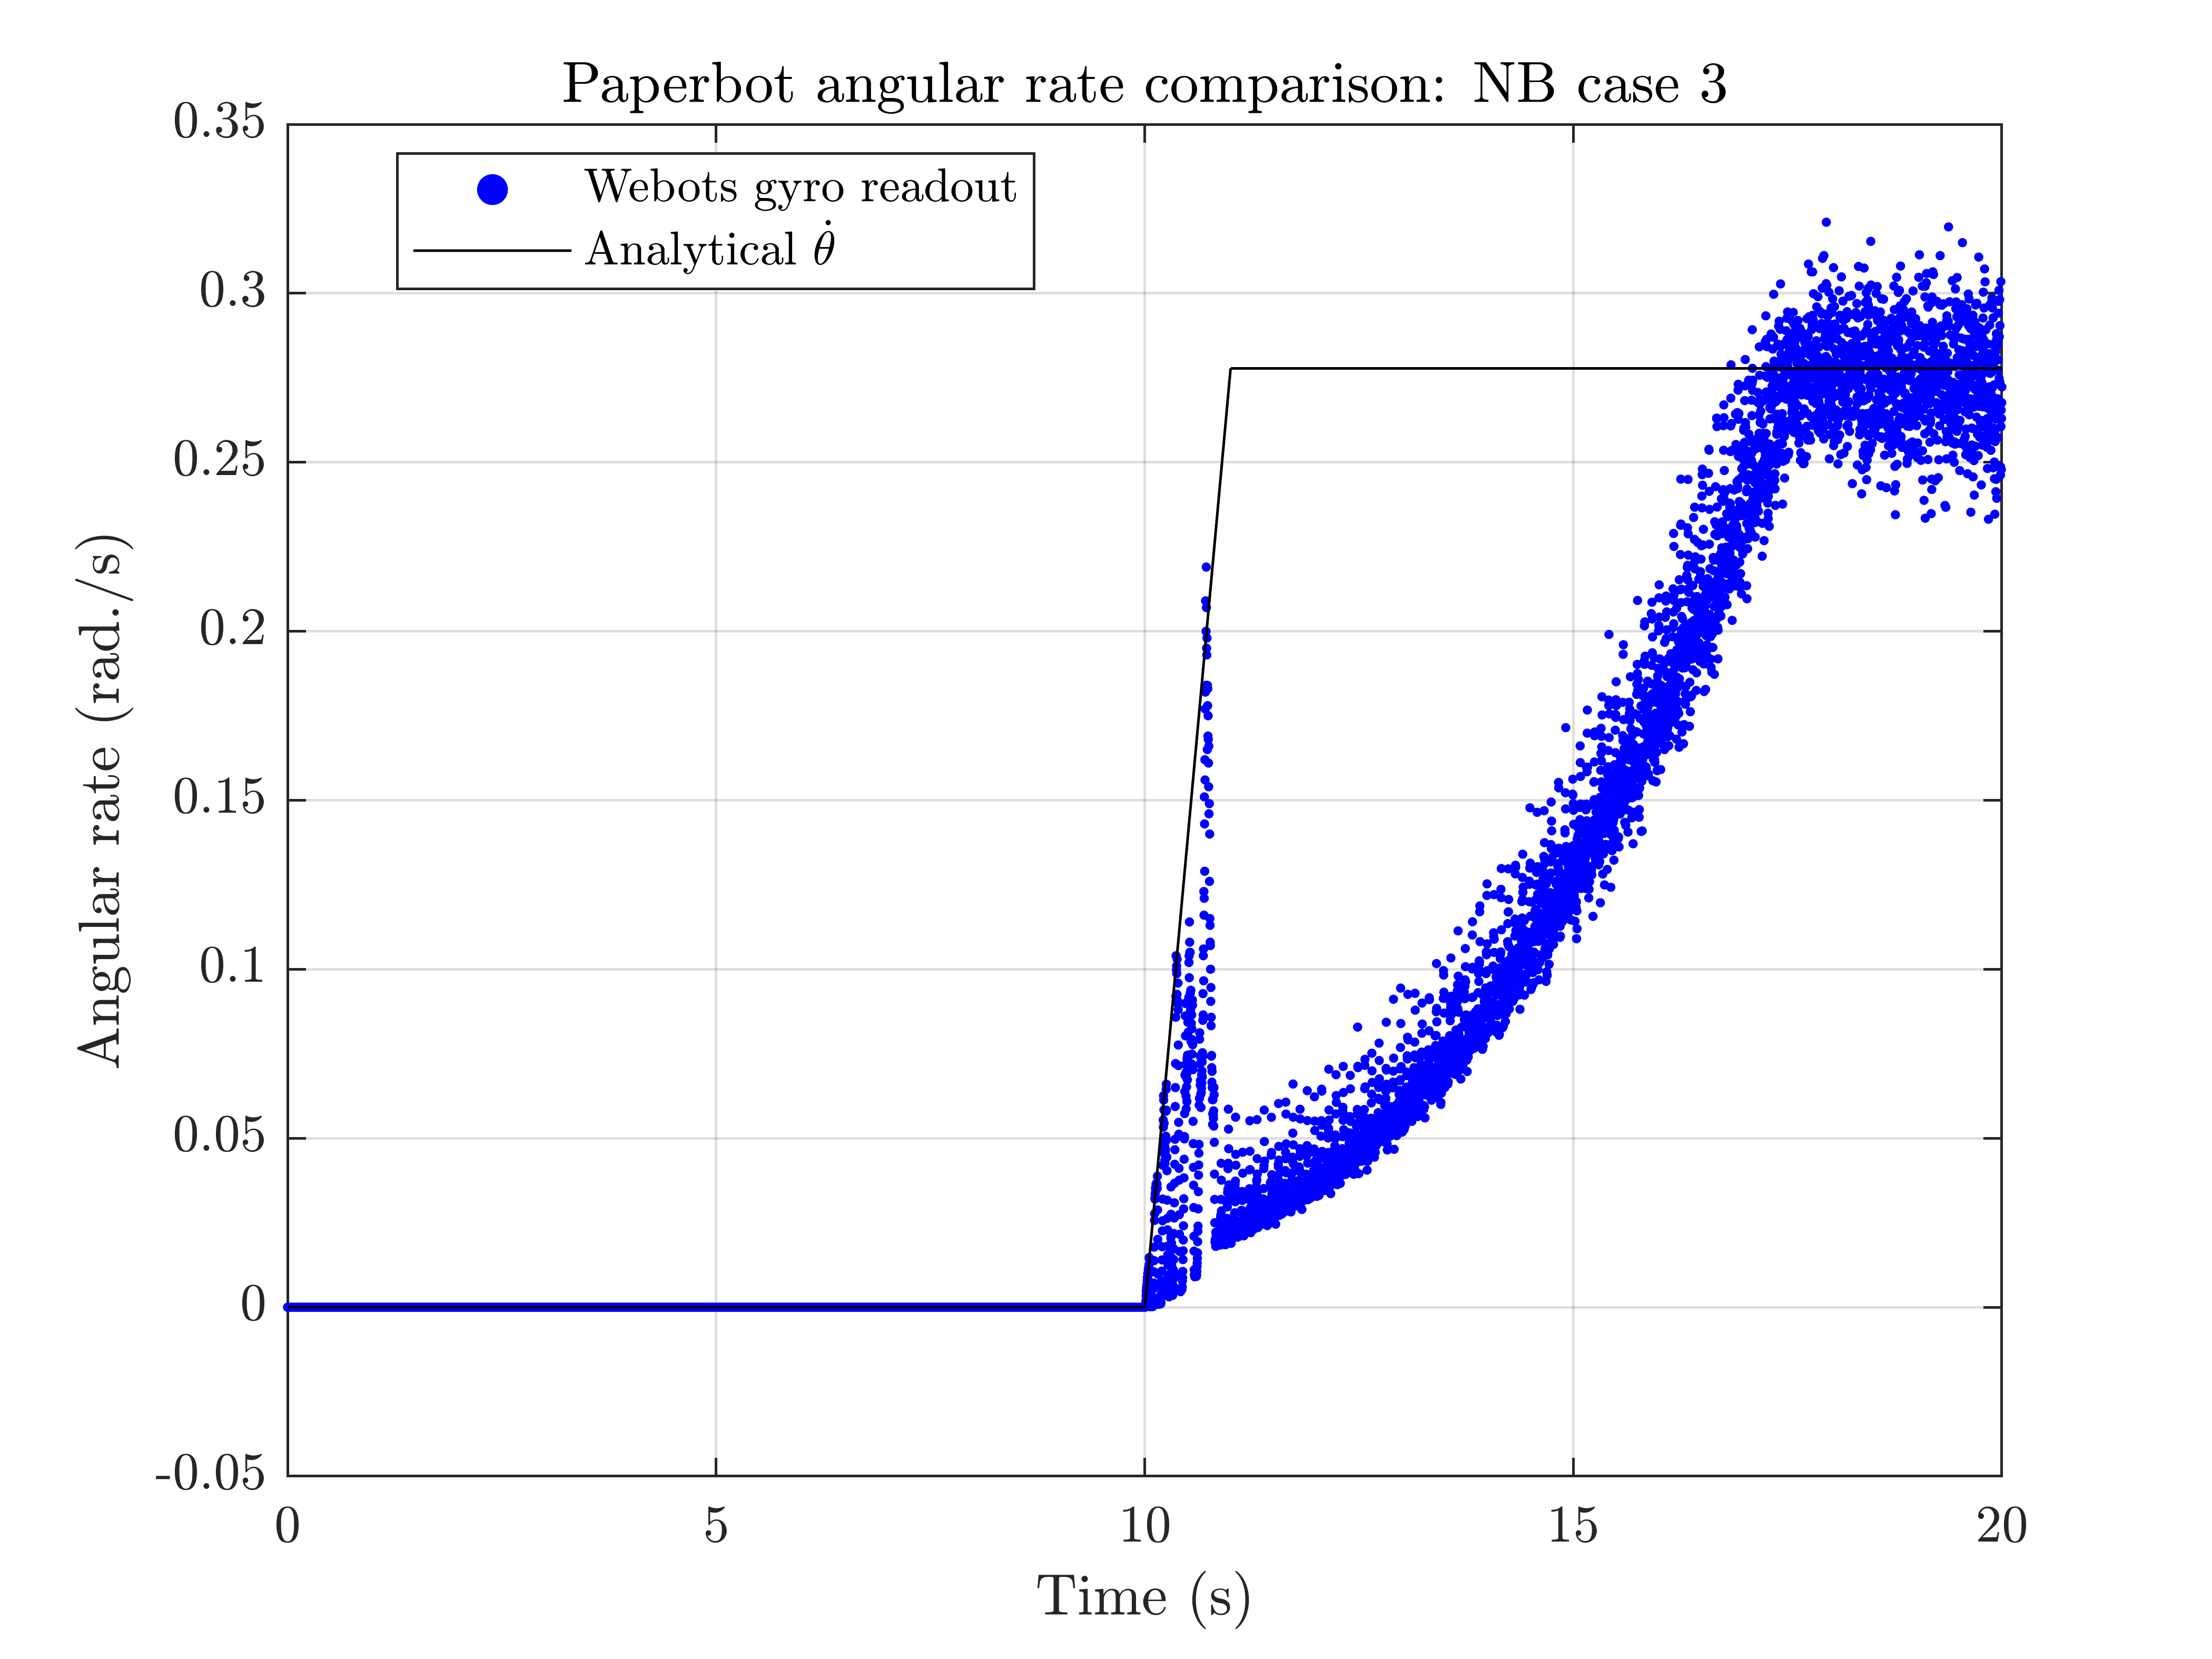 Paperbot angular rate comparison: NB case 3
0.35
0.3
0.25
0.2
0.15
0.1
0.05
0
-0.05
Angular rate (rad./s)
Webots gyro readout
Analytical θ̇
0 5 10 15 20
Time (s)